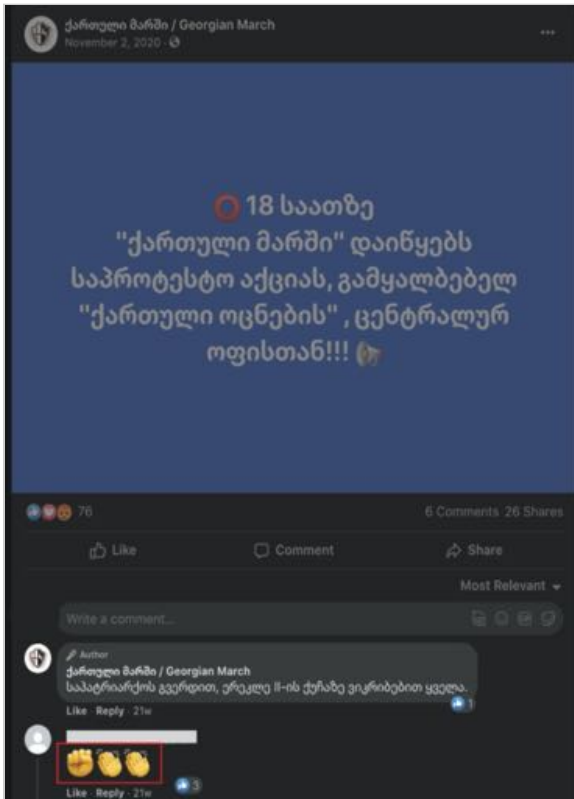 ქართული მარში / Georgian March
November 2, 2020
18 საათზე
"ქართული მარში" დაიწყებს
საპროტესტო აქციას, გამყალბებელ
"ქართული ოცნების" , ცენტრალურ
ოფისთან!!!
76
6 Comments 26 Shares
Like Comment Share
Most Relevant
Write a comment...
Author
ქართული მარში / Georgian March
საპატრიარქოს გვერდით, ერეკლე II-ის ქუჩაზე ვიკრიბებით ყველა.
Like Reply 21w
1
3
Like Reply 21w